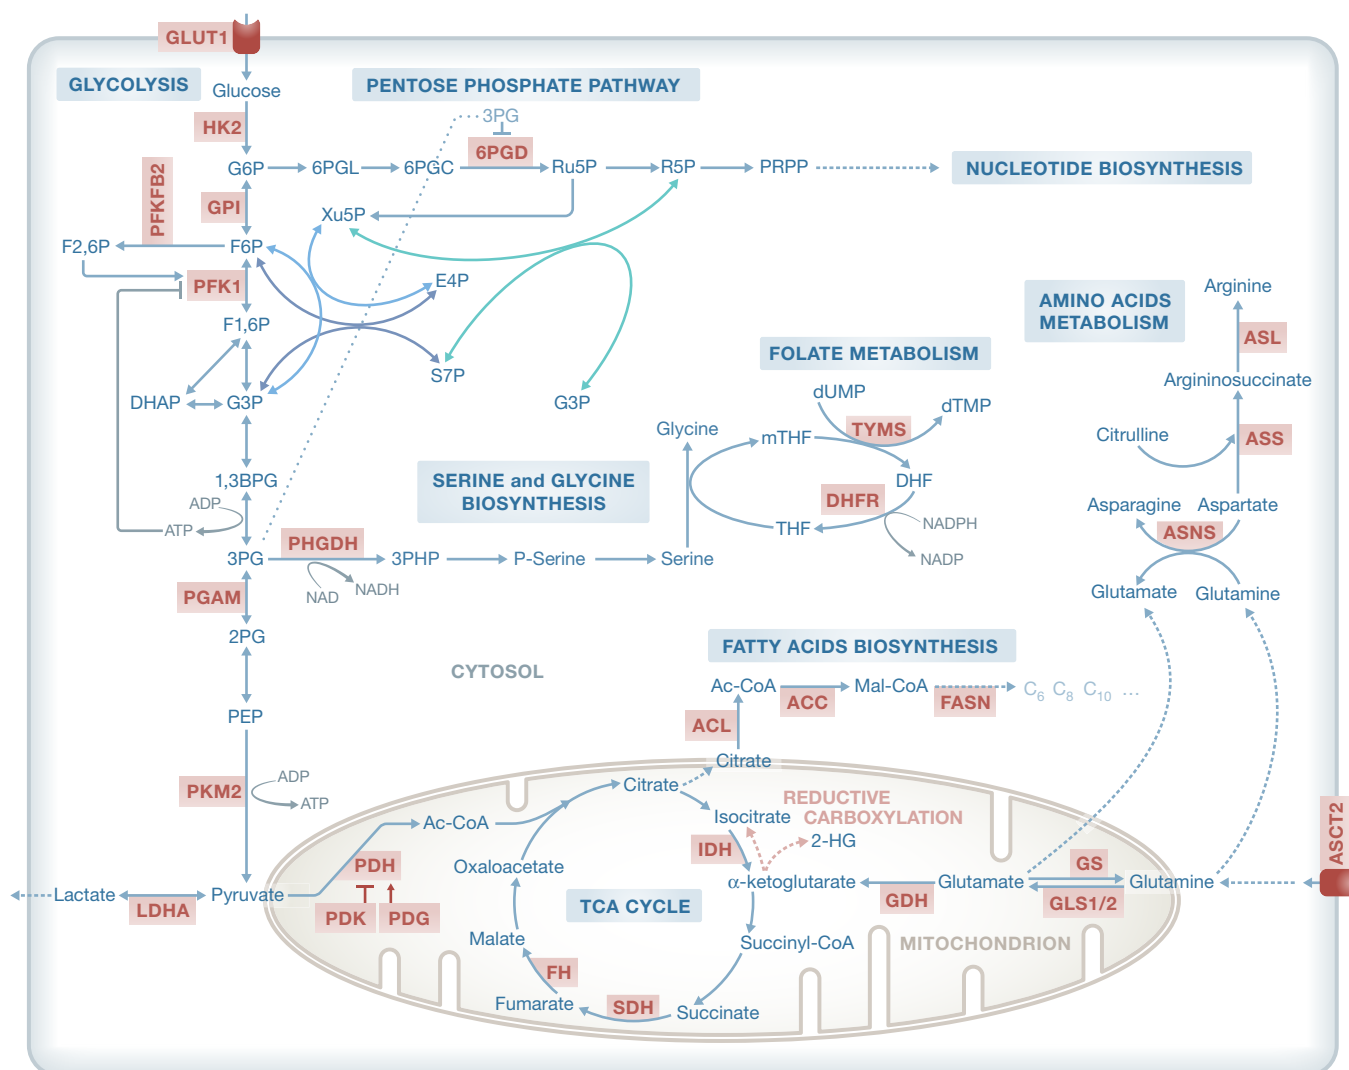 GLUT1
GLYCOLYSIS
Glucose
PENTOSE PHOSPHATE PATHWAY
3PG
HK2
6PGD
G6P
6PGL
6PGC
Ru5P
R5P
PRPP
NUCLEOTIDE BIOSYNTHESIS
PFKFB2
GPI
Xu5P
F2,6P
F6P
PFK1
E4P
F1,6P
S7P
DHAP
G3P
G3P
AMINO ACIDS
METABOLISM
Arginine
ASL
Argininosuccinate
Citrulline
ASS
Asparagine
Aspartate
ASNS
Glutamate
Glutamine
FOLATE METABOLISM
dUMP
dTMP
TYMS
mTHF
DHF
DHFR
THF
NADPH
NADP
Glycine
SERINE and GLYCINE
BIOSYNTHESIS
1,3BPG
ADP
ATP
3PG
PHGDH
3PHP
P-Serine
Serine
NAD
NADH
PGAM
2PG
CYTOSOL
PEP
FATTY ACIDS BIOSYNTHESIS
Ac-CoA
ACC
Mal-CoA
FASN
C6 C8 C10 ...
ACL
Citrate
PKM2
ADP
ATP
Citrate
REDUCTIVE
CARBOXYLATION
Isocitrate
2-HG
IDH
Ac-CoA
Oxaloacetate
PDH
PDK
PDG
Lactate
LDHA
Pyruvate
α-ketoglutarate
GDH
Glutamate
GS
GLS1/2
Glutamine
ASCT2
TCA CYCLE
Malate
Succinyl-CoA
MITOCHONDRION
FH
Fumarate
SDH
Succinate